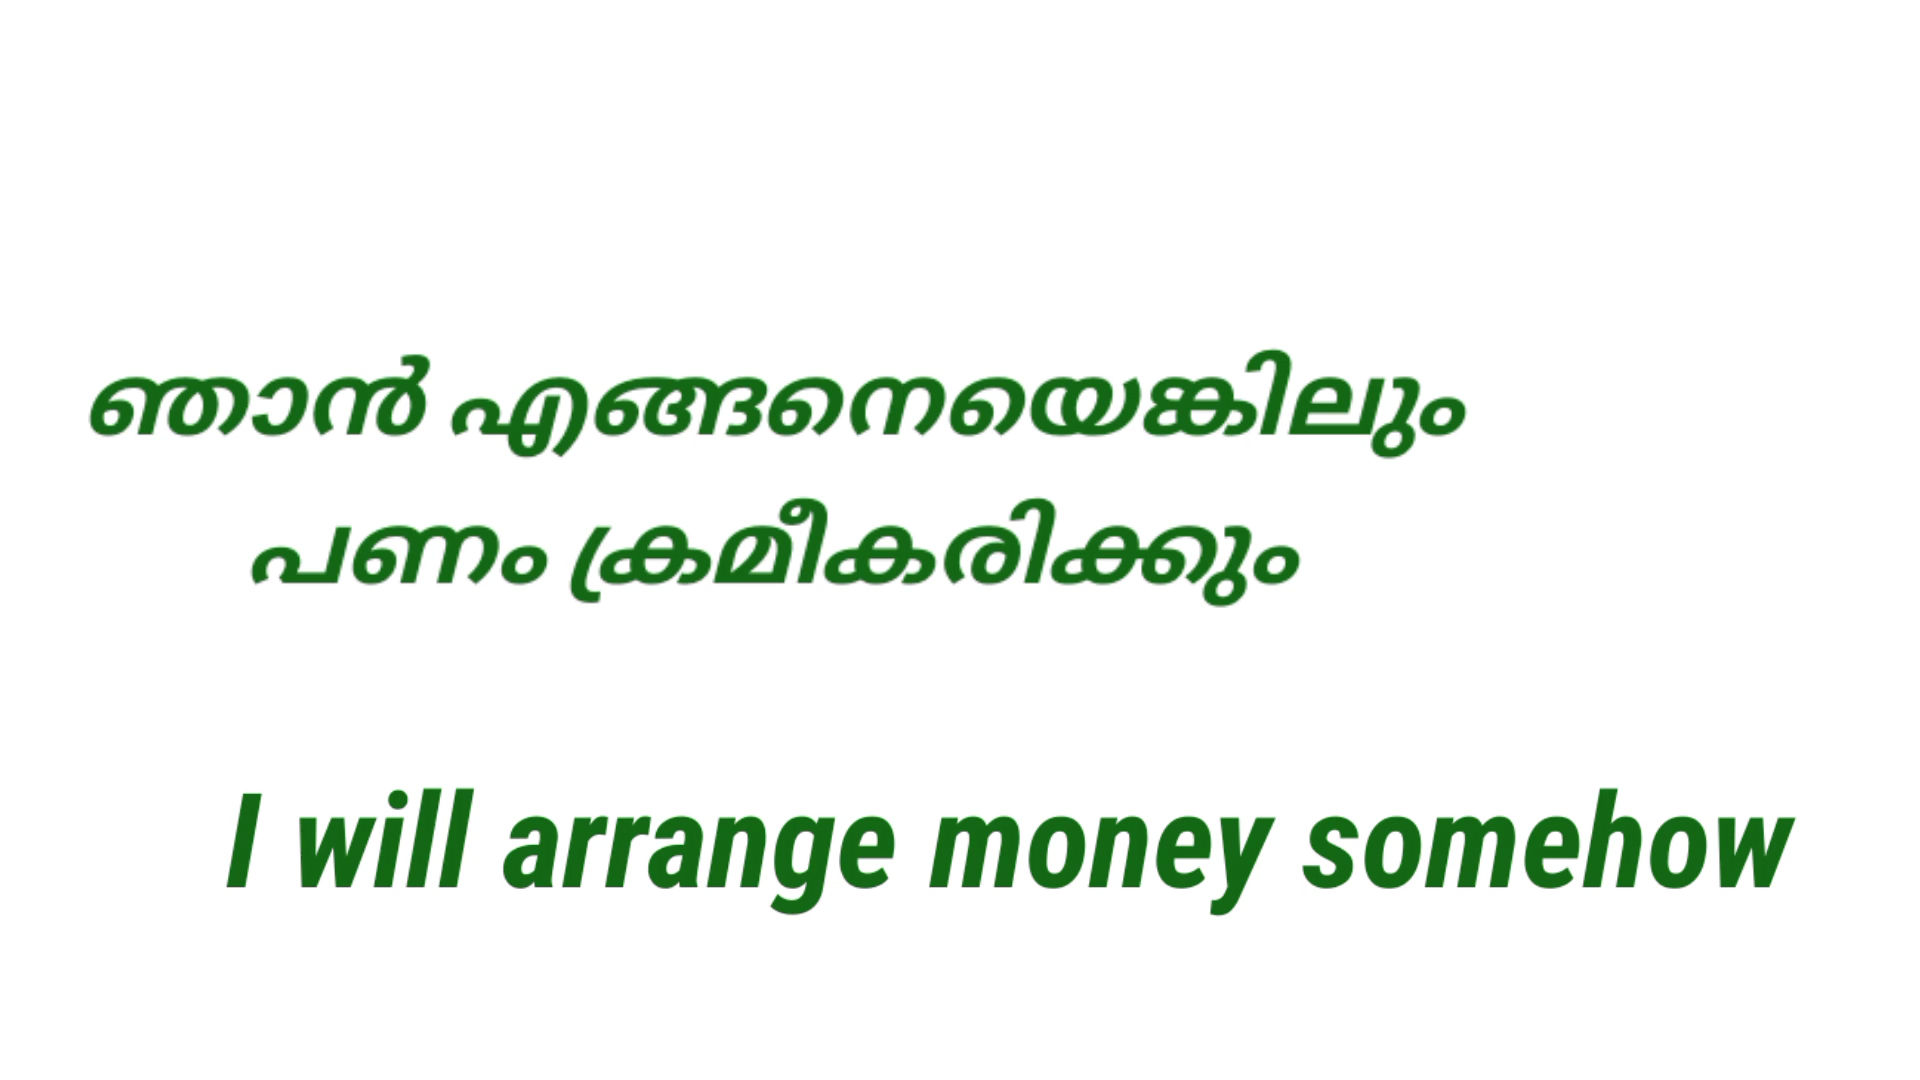 ഞാൻ എങ്ങനെയെങ്കിലും
പണം ക്രമീകരിക്കും
I will arrange money somehow